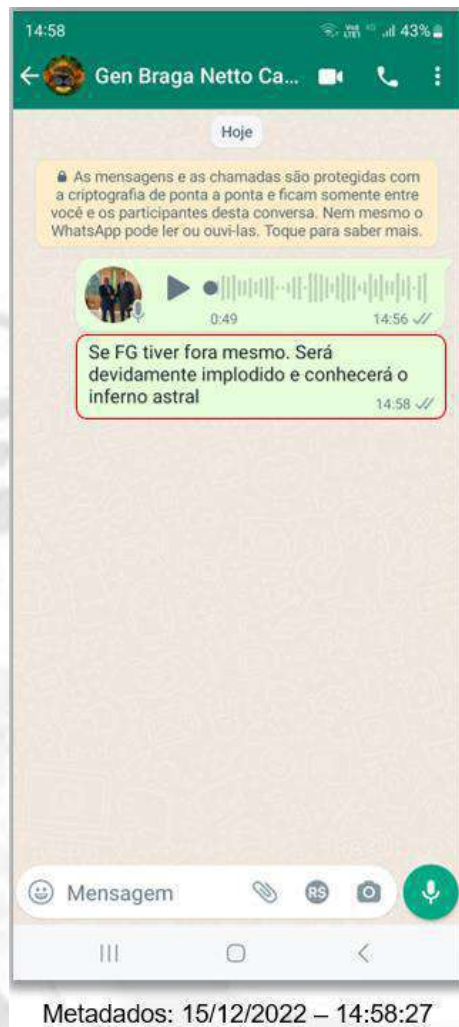 14:58
43%
Gen Braga Netto Ca...
Hoje
As mensagens e as chamadas são protegidas com
a criptografia de ponta a ponta e ficam somente entre
você e os participantes desta conversa. Nem mesmo o
WhatsApp pode ler ou ouvi-las. Toque para saber mais.
0:49 14:56
Se FG tiver fora mesmo. Será
devidamente implodido e conhecerá o
inferno astral
14:58
Mensagem RS
Metadados: 15/12/2022 – 14:58:27